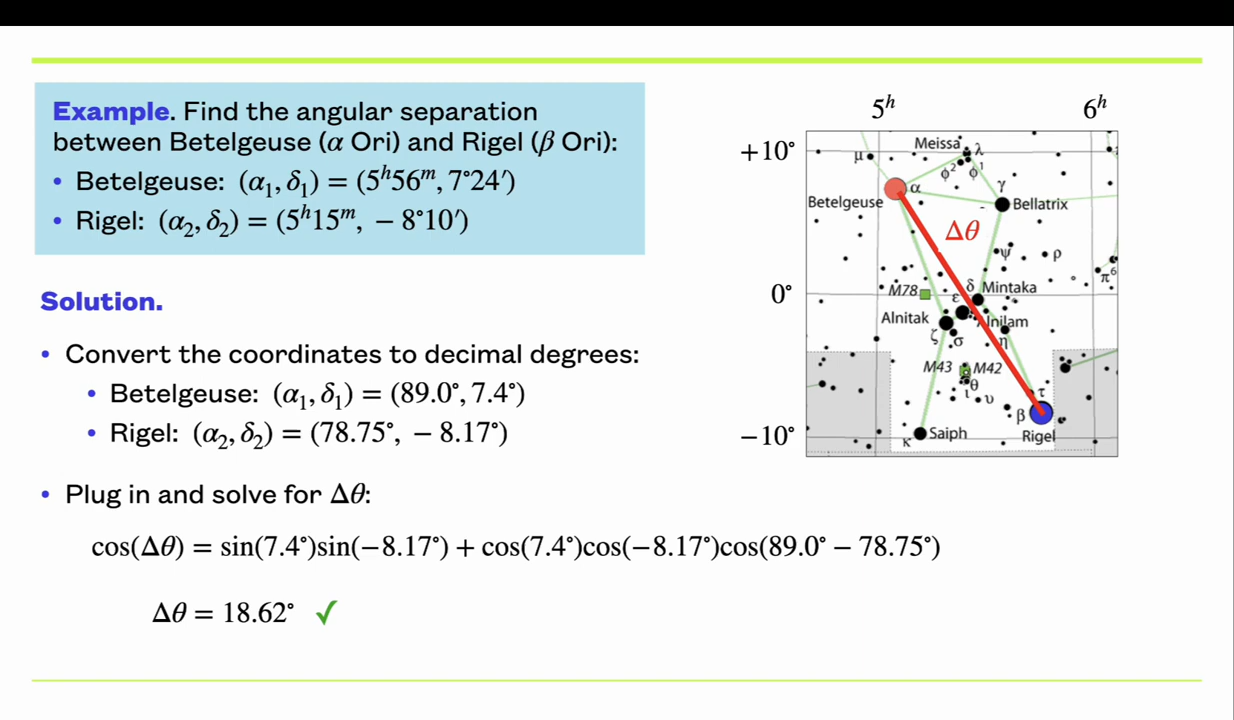 Example. Find the angular separation
between Betelgeuse (α Ori) and Rigel (β Ori):
• Betelgeuse: (α₁, δ₁) = (5ʰ56ᵐ, 7°24′)
• Rigel: (α₂, δ₂) = (5ʰ15ᵐ, − 8°10′)
Solution.
• Convert the coordinates to decimal degrees:
• Betelgeuse: (α₁, δ₁) = (89.0°, 7.4°)
• Rigel: (α₂, δ₂) = (78.75°, − 8.17°)
• Plug in and solve for Δθ:
cos(Δθ) = sin(7.4°)sin(−8.17°) + cos(7.4°)cos(−8.17°)cos(89.0° − 78.75°)
Δθ = 18.62° ✓
5ʰ 6ʰ
+10°
0°
−10°
Meissa λ
μ
φ² φ¹
α
γ
Betelgeuse
Bellatrix
Δθ
ψ ρ
π⁶
M78
δ Mintaka
ε
Alnitak
Alnilam
ζ σ η
M43 M42
θ
ι υ
τ
β
Rigel
κ Saiph